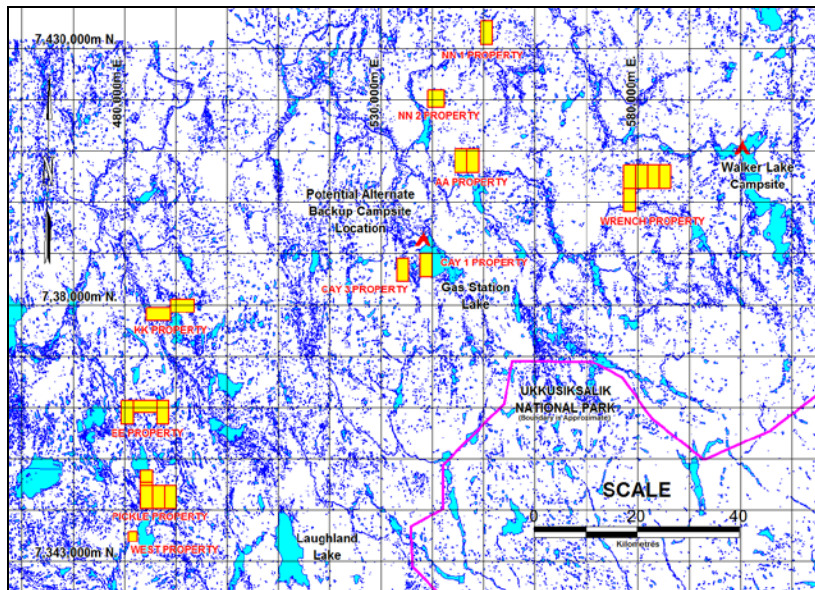 7,430,000m N.
480,000m E.
530,000m E.
580,000m E.
NN 1 PROPERTY
NN 2 PROPERTY
AA PROPERTY
Walker Lake
Campsite
WRENCH PROPERTY
Potential Alternate
Backup Campsite
Location
N
CAY 1 PROPERTY
CAY 3 PROPERTY
Gas Station
Lake
7,38,000m N.
KK PROPERTY
UKKUSIKSALIK
NATIONAL PARK
(Boundary is Approximate)
EE PROPERTY
SCALE
0 20 40
Kilometres
PICKLE PROPERTY
WEST PROPERTY
Laughland
Lake
7,343,000m N.